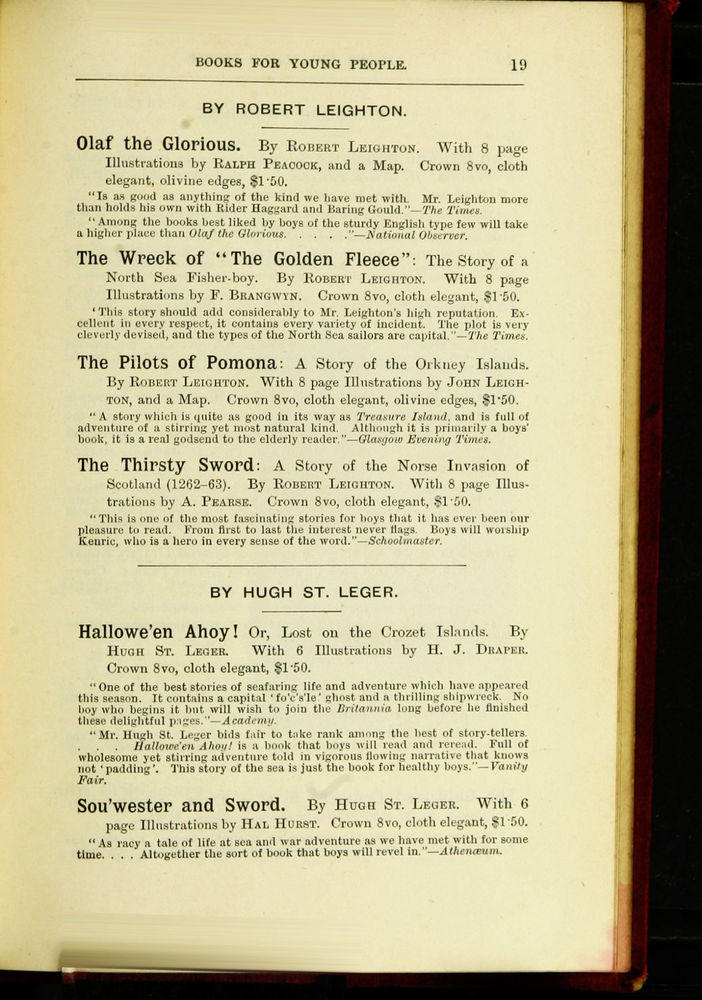 BOOKS FOR YOUNG PEOPLE. 19
BY ROBERT LEIGHTON.
Olaf the Glorious. By ROBERT LEIGHTON. With 8 page
Illustrations by RALPH PEACOCK, and a Map. Crown 8vo, cloth
elegant, olivine edges, $1·50.
"Is as good as anything of the kind we have met with. Mr. Leighton more
than holds his own with Rider Haggard and Baring Gould."—The Times.
"Among the books best liked by boys of the sturdy English type few will take
a higher place than Olaf the Glorious. . . . ."—National Observer.
The Wreck of "The Golden Fleece": The Story of a
North Sea Fisher-boy. By ROBERT LEIGHTON. With 8 page
Illustrations by F. BRANGWYN. Crown 8vo, cloth elegant, $1·50.
'This story should add considerably to Mr. Leighton's high reputation. Ex-
cellent in every respect, it contains every variety of incident. The plot is very
cleverly devised, and the types of the North Sea sailors are capital."—The Times.
The Pilots of Pomona: A Story of the Orkney Islands.
By ROBERT LEIGHTON. With 8 page Illustrations by JOHN LEIGH-
TON, and a Map. Crown 8vo, cloth elegant, olivine edges, $1·50.
"A story which is quite as good in its way as Treasure Island, and is full of
adventure of a stirring yet most natural kind. Although it is primarily a boys'
book, it is a real godsend to the elderly reader."—Glasgow Evening Times.
The Thirsty Sword: A Story of the Norse Invasion of
Scotland (1262-63). By ROBERT LEIGHTON. With 8 page Illus-
trations by A. PEARSE. Crown 8vo, cloth elegant, $1·50.
"This is one of the most fascinating stories for boys that it has ever been our
pleasure to read. From first to last the interest never flags. Boys will worship
Kenric, who is a hero in every sense of the word."—Schoolmaster.
BY HUGH ST. LEGER.
Hallowe'en Ahoy! Or, Lost on the Crozet Islands. By
HUGH ST. LEGER. With 6 Illustrations by H. J. DRAPER.
Crown 8vo, cloth elegant, $1·50.
"One of the best stories of seafaring life and adventure which have appeared
this season. It contains a capital 'fo'c's'le' ghost and a thrilling shipwreck. No
boy who begins it but will wish to join the Britannia long before he finished
these delightful pages."—Academy.
"Mr. Hugh St. Leger bids fair to take rank among the best of story-tellers.
. . . Hallowe'en Ahoy! is a book that boys will read and reread. Full of
wholesome yet stirring adventure told in vigorous flowing narrative that knows
not 'padding'. This story of the sea is just the book for healthy boys."—Vanity
Fair.
Sou'wester and Sword. By HUGH ST. LEGER. With 6
page Illustrations by HAL HURST. Crown 8vo, cloth elegant, $1·50.
"As racy a tale of life at sea and war adventure as we have met with for some
time. . . . Altogether the sort of book that boys will revel in."—Athenæum.